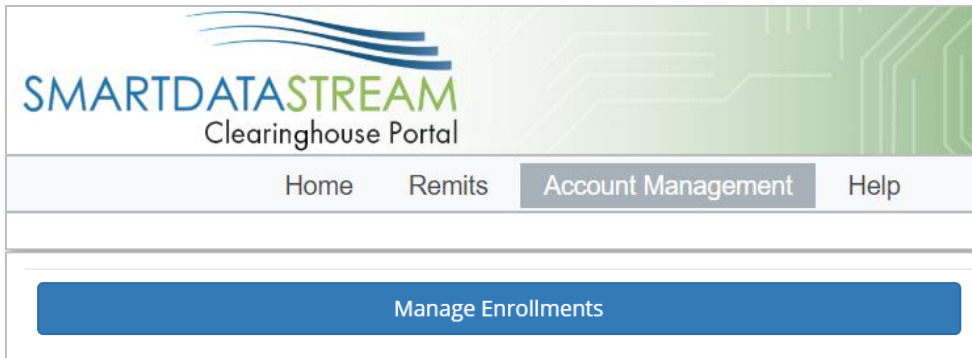 SMARTDATASTREAM
Clearinghouse Portal
Home Remits Account Management Help
Manage Enrollments